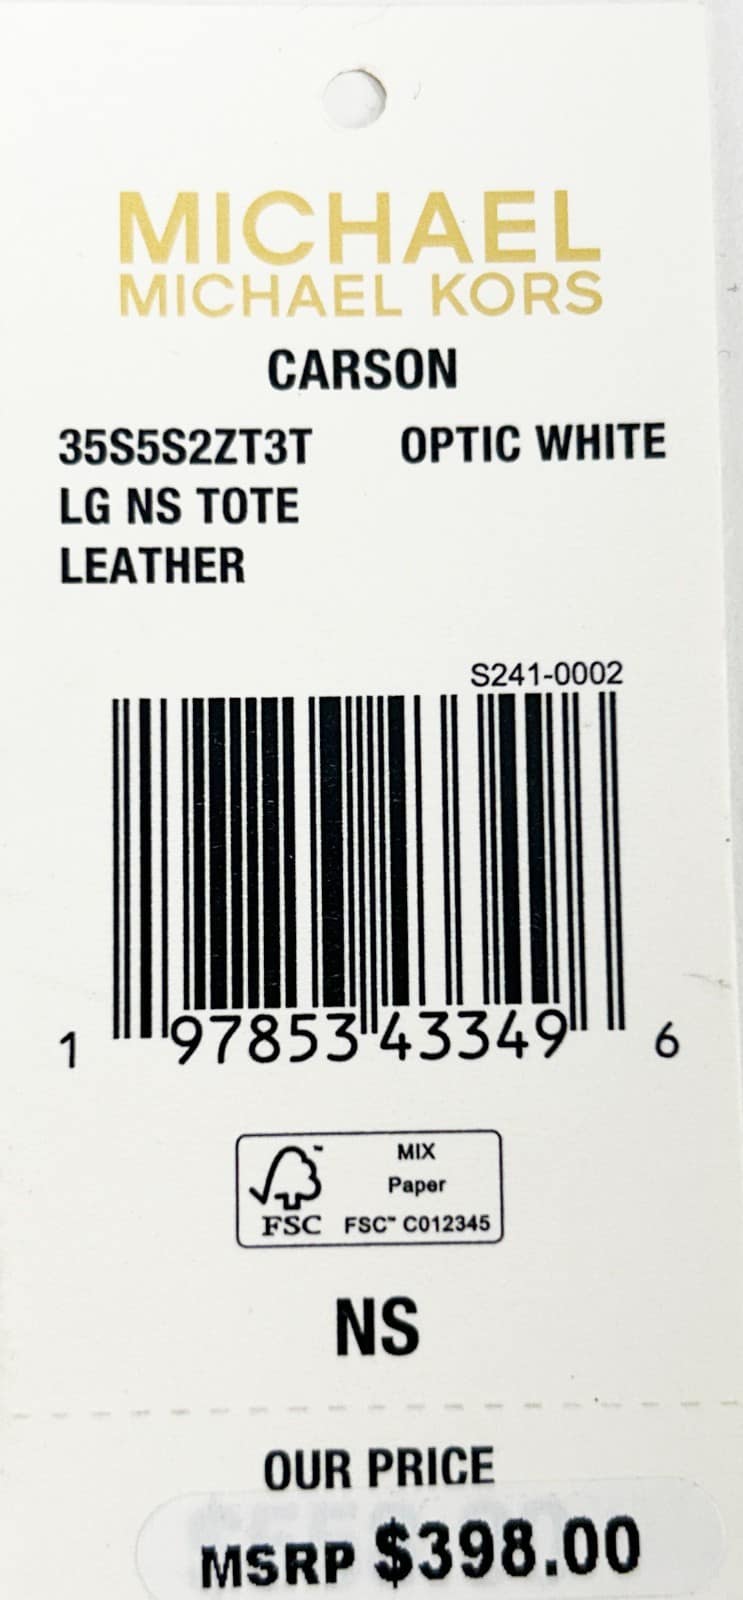 MICHAEL
MICHAEL KORS
CARSON
35S5S2ZT3T OPTIC WHITE
LG NS TOTE
LEATHER
S241-0002
1 97853 43349 6
MIX
Paper
FSC™ FSC™ C012345
NS
OUR PRICE
MSRP $398.00